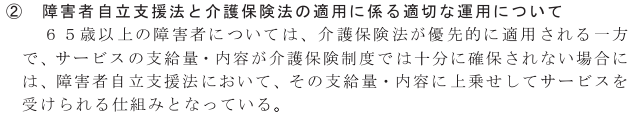 ② 障害者自立支援法と介護保険法の適用に係る適切な運用について
６５歳以上の障害者については、介護保険法が優先的に適用される一方
で、サービスの支給量・内容が介護保険制度では十分に確保されない場合に
は、障害者自立支援法において、その支給量・内容に上乗せしてサービスを
受けられる仕組みとなっている。